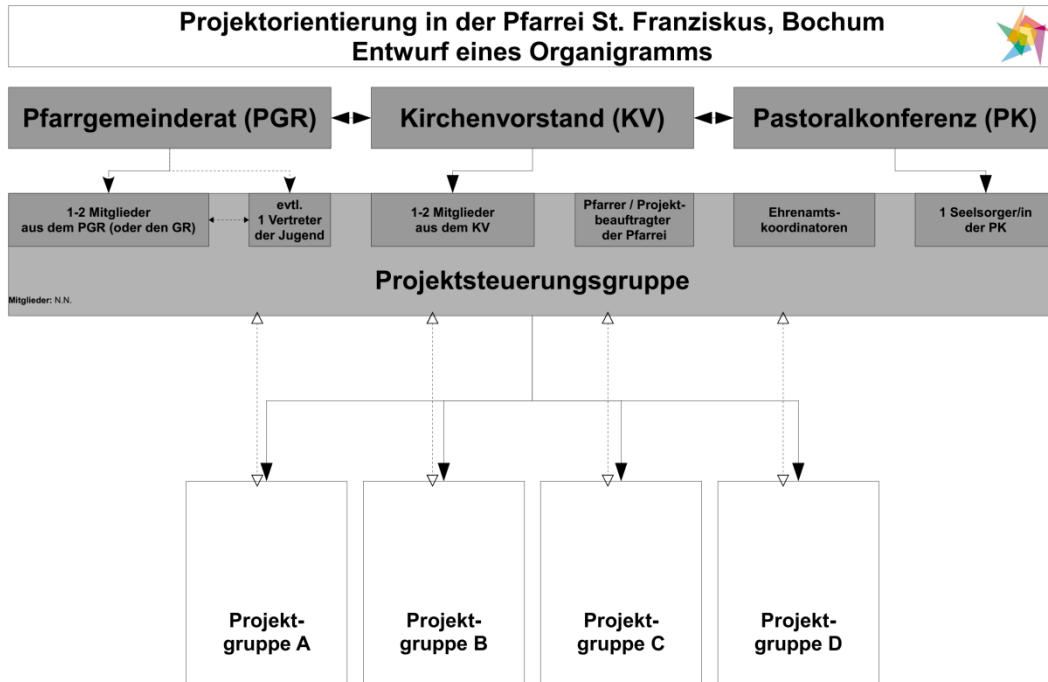 Projektorientierung in der Pfarrei St. Franziskus, Bochum
Entwurf eines Organigramms
Pfarrgemeinderat (PGR)
Kirchenvorstand (KV)
Pastoralkonferenz (PK)
1-2 Mitglieder
aus dem PGR (oder den GR)
evtl.
1 Vertreter
der Jugend
1-2 Mitglieder
aus dem KV
Pfarrer / Projekt-
beauftragter
der Pfarrei
Ehrenamts-
koordinatoren
1 Seelsorger/in
der PK
Projektsteuerungsgruppe
Mitglieder: N.N.
Projekt-
gruppe A
Projekt-
gruppe B
Projekt-
gruppe C
Projekt-
gruppe D